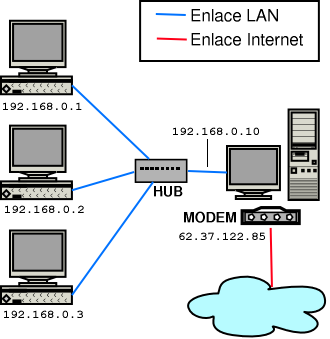 Enlace LAN
Enlace Internet
192.168.0.1
192.168.0.10
HUB
192.168.0.2
MODEM
62.37.122.85
192.168.0.3